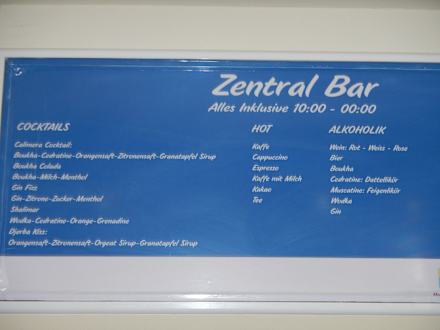 Zentral Bar
Alles Inklusive 10:00 - 00:00
COCKTAILS
Calimera Cocktail:
Boukha-Cedratine-Orangensaft-Zitronensaft-Granatapfel Sirup
Boukha Colada
Boukha-Milch-Menthol
Gin Fizz
Gin-Zitrone-Zucker-Menthol
Shalimar
Wodka-Cedratine-Orange-Grenadine
Djerba Kiss:
Orangensaft-Zitronensaft-Orgeat Sirup-Granatapfel Sirup
HOT
Kaffe
Cappuccino
Espresso
Kaffe mit Milch
Kakao
Tee
ALKOHOLIK
Wein: Rot - Weiss - Rose
Bier
Boukha
Cedratine: Dattellikör
Muscatine: Feigenlikör
Wodka
Gin